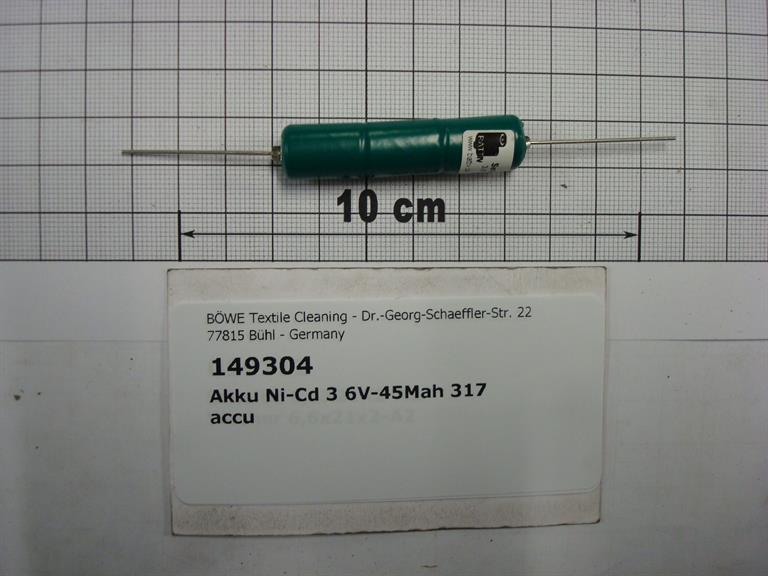 10 cm
BÖWE Textile Cleaning - Dr.-Georg-Schaeffler-Str. 22
77815 Bühl - Germany
149304
Akku Ni-Cd 3 6V-45Mah 317
accu